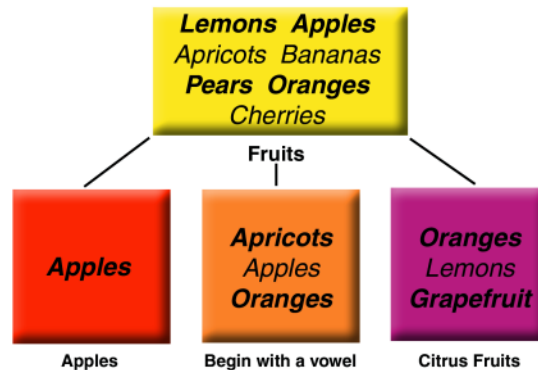 Lemons Apples
Apricots Bananas
Pears Oranges
Cherries
Fruits
Apples
Apricots
Apples
Oranges
Oranges
Lemons
Grapefruit
Apples
Begin with a vowel
Citrus Fruits